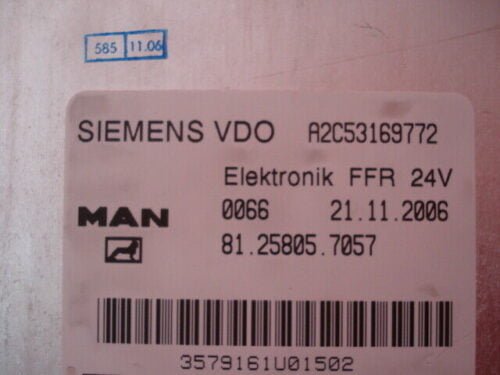 585 11.06
SIEMENS VDO A2C53169772
Elektronik FFR 24V
MAN 0066 21.11.2006
81.25805.7057
3579161U01502